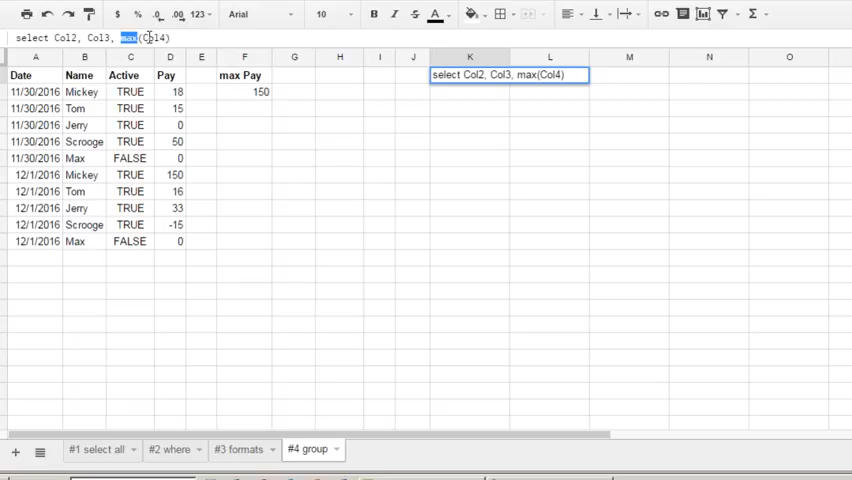 $ % .0 .00 123 Arial 10 B I S A Σ
select Col2, Col3, max(Col4)
A B C D E F G H I J K L M N O
Date Name Active Pay max Pay select Col2, Col3, max(Col4)
11/30/2016 Mickey TRUE 18 150
11/30/2016 Tom TRUE 15
11/30/2016 Jerry TRUE 0
11/30/2016 Scrooge TRUE 50
11/30/2016 Max FALSE 0
12/1/2016 Mickey TRUE 150
12/1/2016 Tom TRUE 16
12/1/2016 Jerry TRUE 33
12/1/2016 Scrooge TRUE -15
12/1/2016 Max FALSE 0
+ #1 select all #2 where #3 formats #4 group